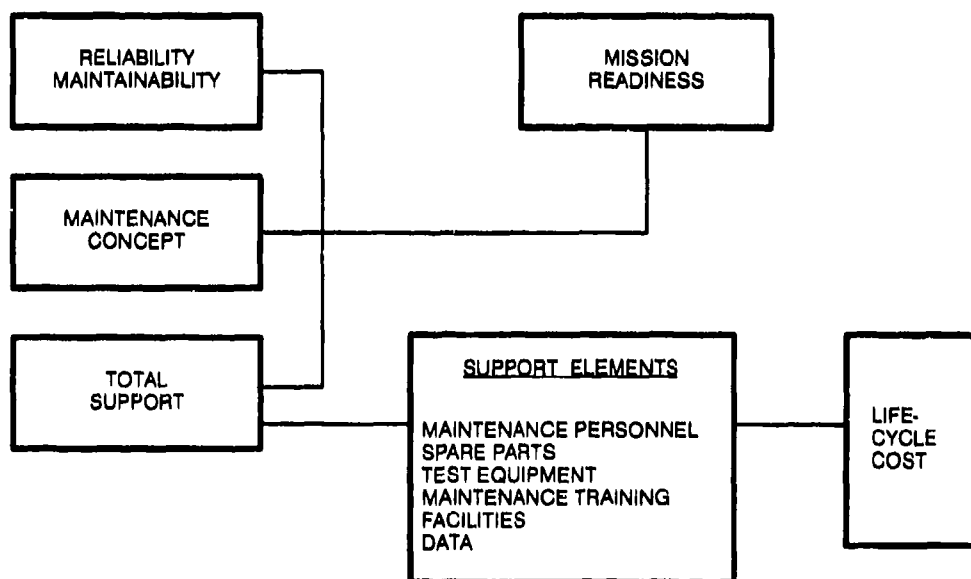 RELIABILITY
MAINTAINABILITY
MISSION
READINESS
MAINTENANCE
CONCEPT
TOTAL
SUPPORT
SUPPORT ELEMENTS
MAINTENANCE PERSONNEL
SPARE PARTS
TEST EQUIPMENT
MAINTENANCE TRAINING
FACILITIES
DATA
LIFE-
CYCLE
COST